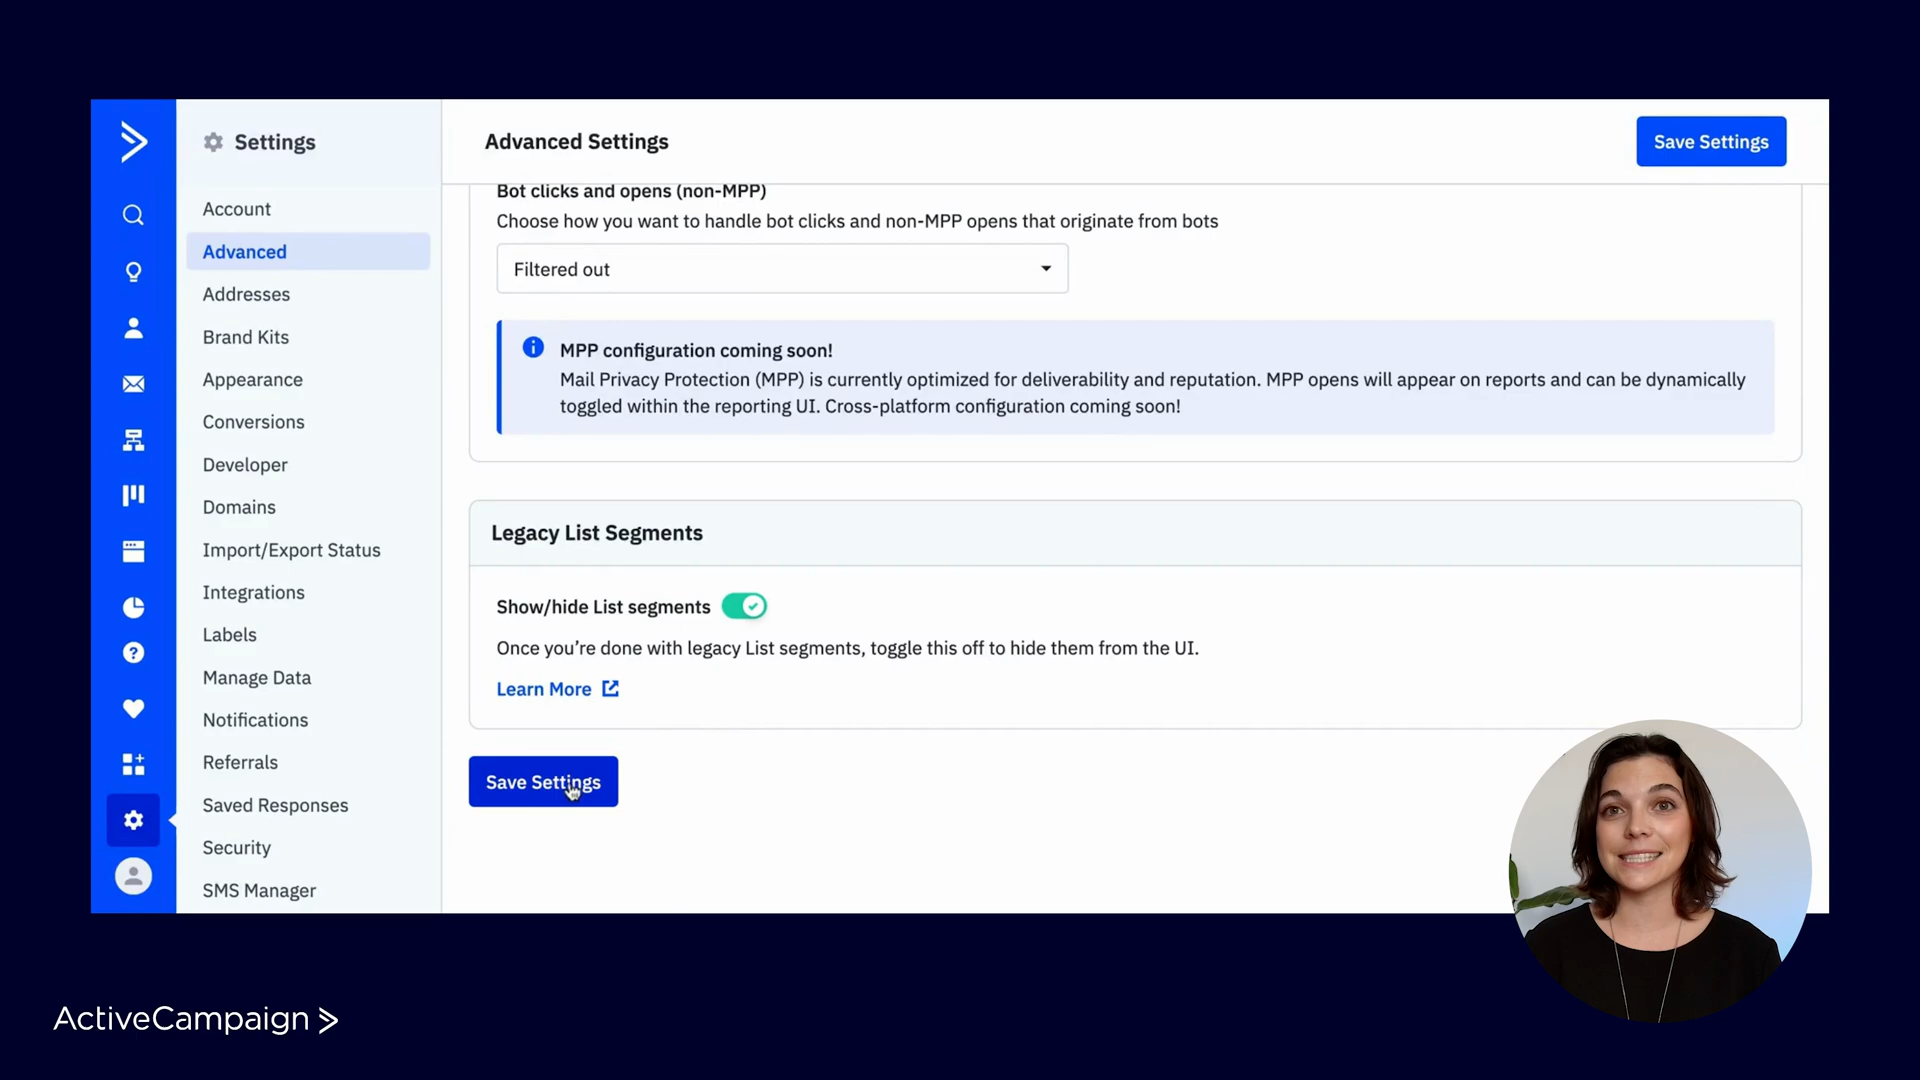 Settings
Account
Advanced
Addresses
Brand Kits
Appearance
Conversions
Developer
Domains
Import/Export Status
Integrations
Labels
Manage Data
Notifications
Referrals
Saved Responses
Security
SMS Manager
Advanced Settings
Save Settings
Bot clicks and opens (non-MPP)
Choose how you want to handle bot clicks and non-MPP opens that originate from bots
Filtered out
MPP configuration coming soon!
Mail Privacy Protection (MPP) is currently optimized for deliverability and reputation. MPP opens will appear on reports and can be dynamically
toggled within the reporting UI. Cross-platform configuration coming soon!
Legacy List Segments
Show/hide List segments
Once you’re done with legacy List segments, toggle this off to hide them from the UI.
Learn More
Save Settings
ActiveCampaign